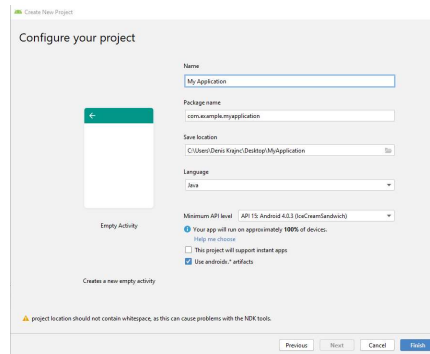 Create New Project
Configure your project
Name
My Application
Package name
com.example.myapplication
Save location
C:\Users\Denis Krajnc\Desktop\MyApplication
Language
Java
Empty Activity
Minimum API level API 15: Android 4.0.3 (IceCreamSandwich)
Your app will run on approximately 100% of devices.
Help me choose
This project will support instant apps
Use androidx.* artifacts
Creates a new empty activity
project location should not contain whitespace, as this can cause problems with the NDK tools.
Previous Next Cancel Finish